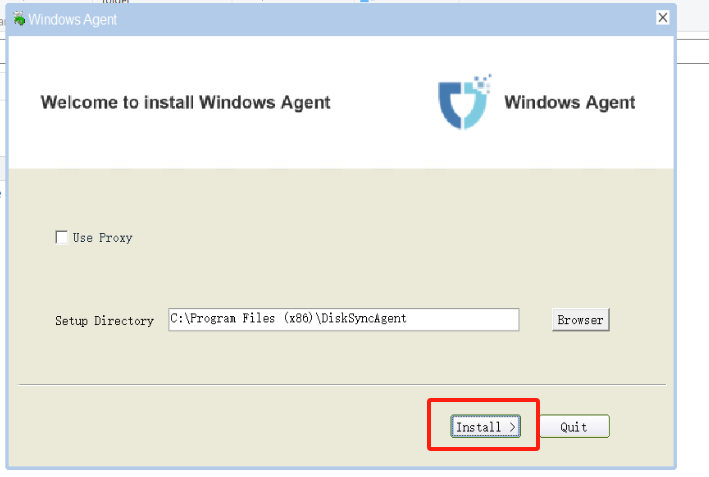 folder
Windows Agent
Welcome to install Windows Agent
Windows Agent
Use Proxy
Setup Directory
C:\Program Files (x86)\DiskSyncAgent
Browser
Install >
Quit